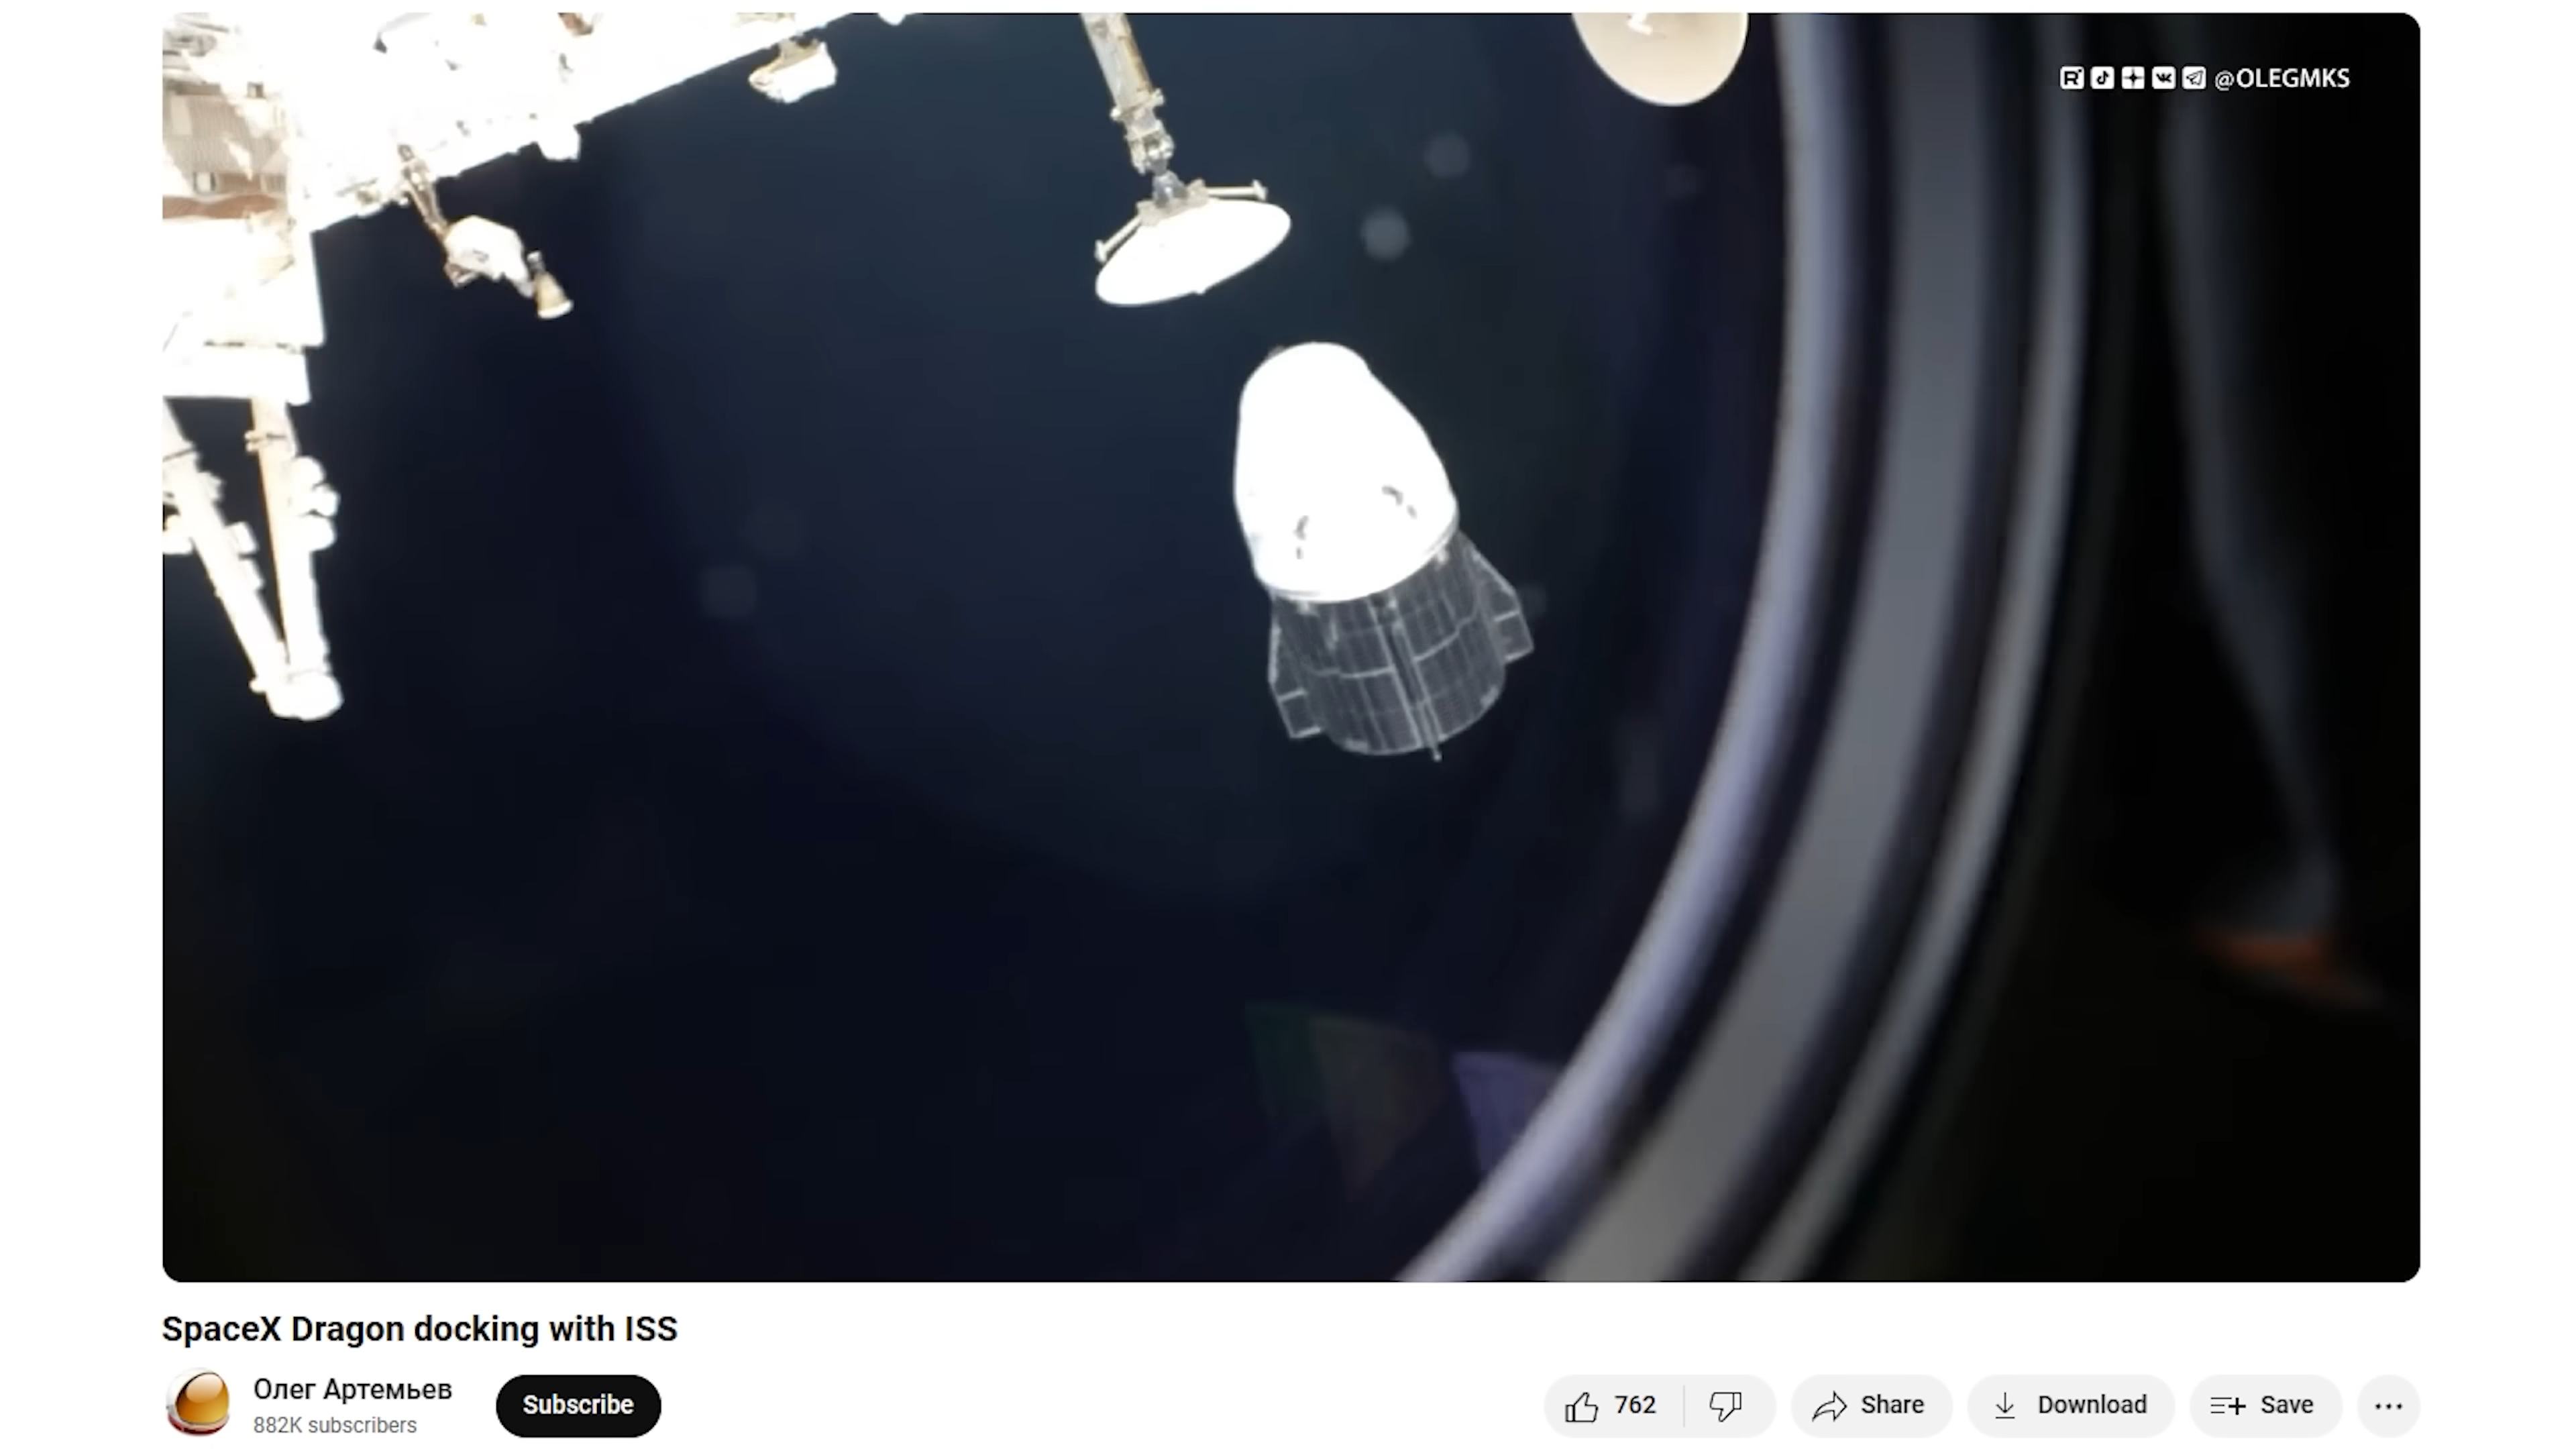 @OLEGMKS
SpaceX Dragon docking with ISS
Олег Артемьев
882K subscribers
Subscribe
762
Share
Download
Save